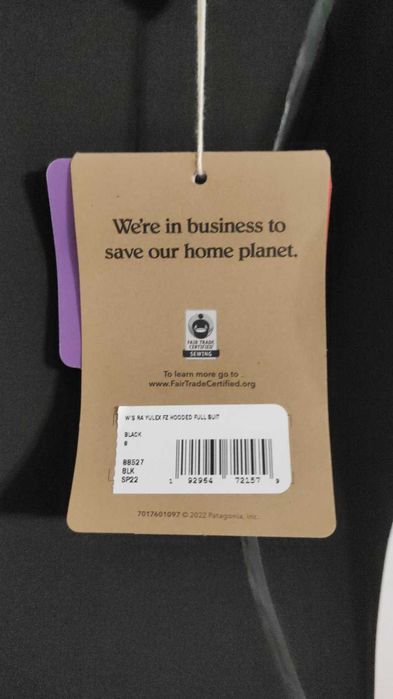 We're in business to
save our home planet.
FAIR TRADE
CERTIFIED
SEWING
To learn more go to
www.FairTradeCertified.org
W'S R4 YULEX FZ HOODED FULL SUIT
BLACK
8
88527
BLK
SP22
1 92964 72157 9
7017601097 © 2022 Patagonia, Inc.